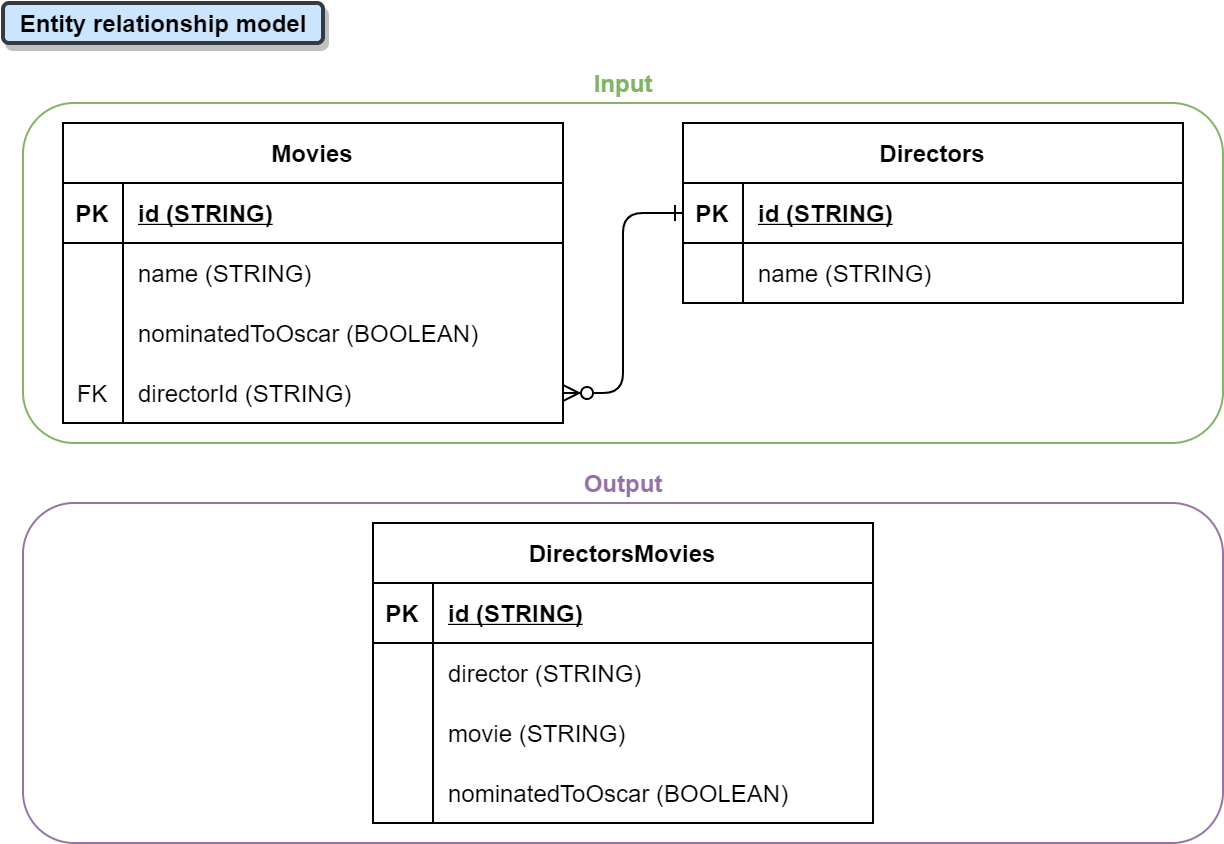 Entity relationship model
Input
Movies
PK id (STRING)
name (STRING)
nominatedToOscar (BOOLEAN)
FK directorId (STRING)
Directors
PK id (STRING)
name (STRING)
Output
DirectorsMovies
PK id (STRING)
director (STRING)
movie (STRING)
nominatedToOscar (BOOLEAN)